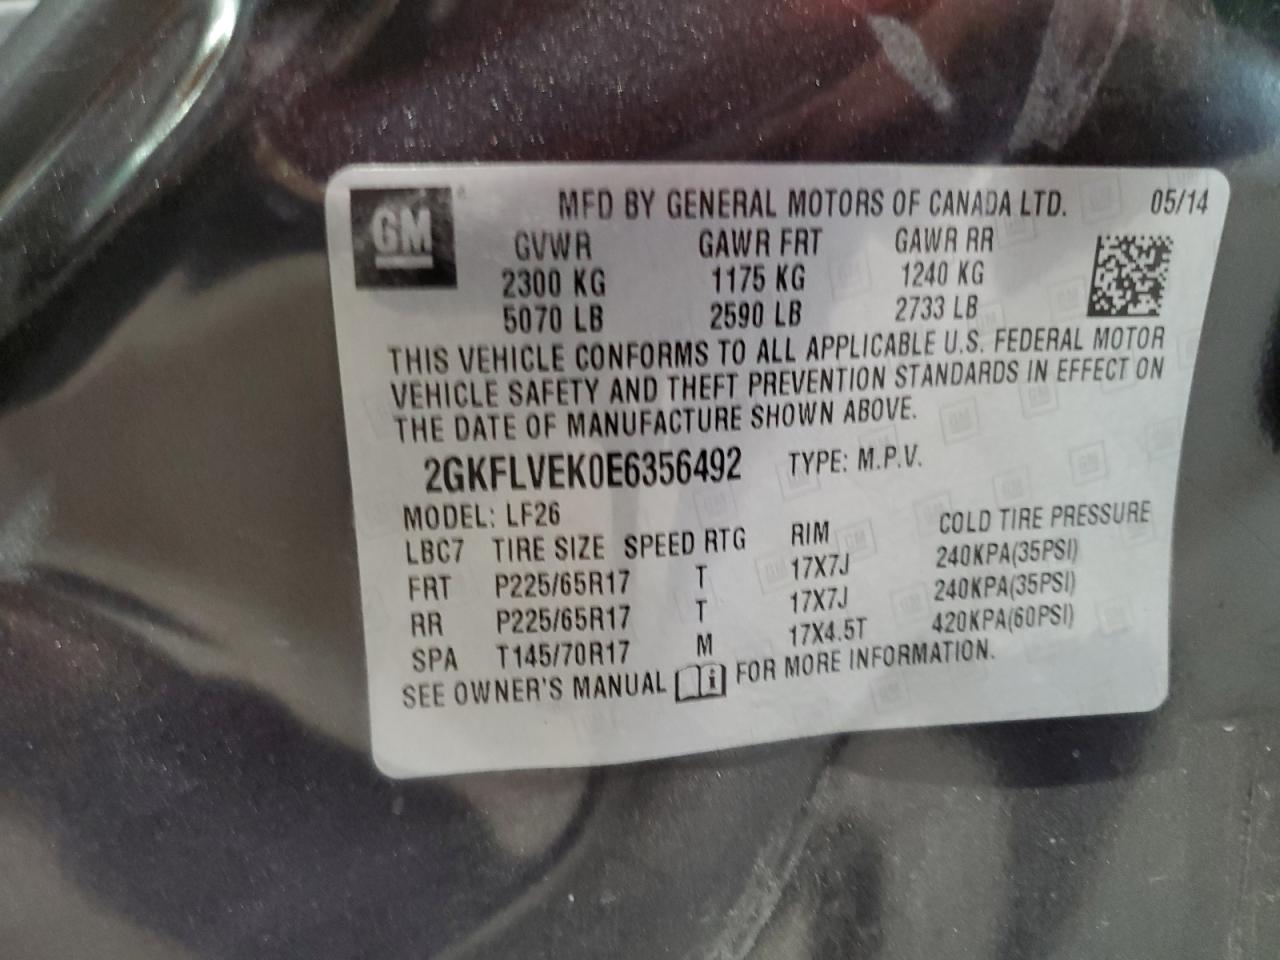 GM
MFD BY GENERAL MOTORS OF CANADA LTD. 05/14
GVWR GAWR FRT GAWR RR
2300 KG 1175 KG 1240 KG
5070 LB 2590 LB 2733 LB
THIS VEHICLE CONFORMS TO ALL APPLICABLE U.S. FEDERAL MOTOR
VEHICLE SAFETY AND THEFT PREVENTION STANDARDS IN EFFECT ON
THE DATE OF MANUFACTURE SHOWN ABOVE.
2GKFLVEK0E6356492 TYPE: M.P.V.
MODEL: LF26
LBC7 TIRE SIZE SPEED RTG RIM COLD TIRE PRESSURE
FRT P225/65R17 T 17X7J 240KPA(35PSI)
RR P225/65R17 T 17X7J 240KPA(35PSI)
SPA T145/70R17 M 17X4.5T 420KPA(60PSI)
SEE OWNER'S MANUAL i FOR MORE INFORMATION.